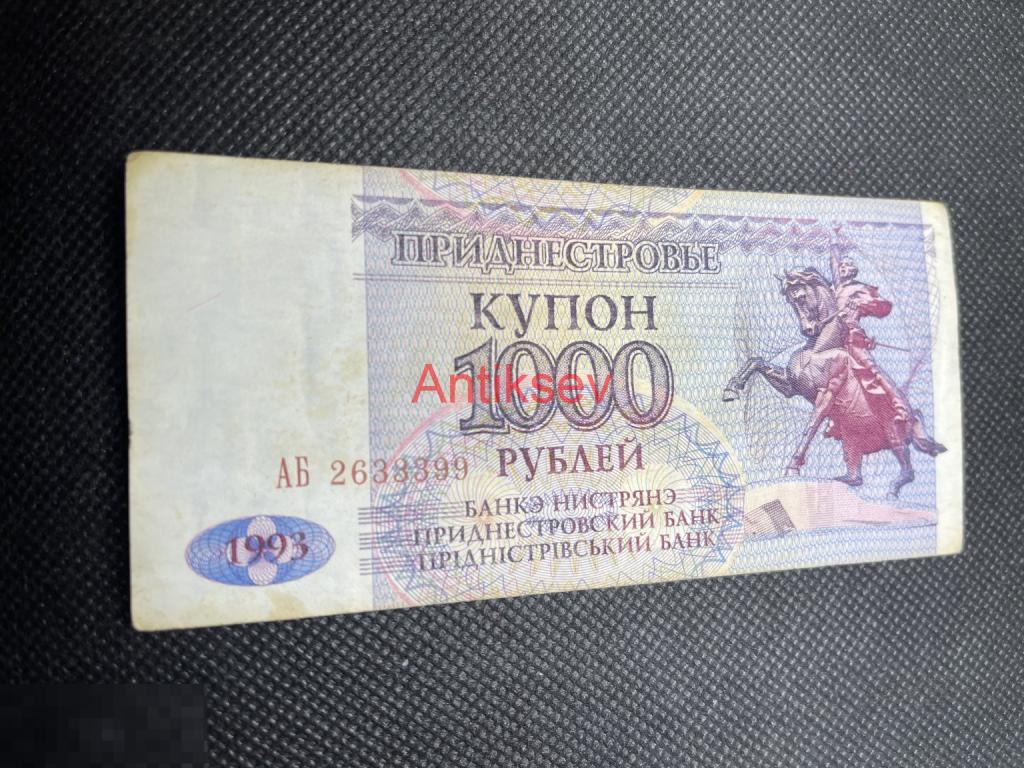 ПРИДНЕСТРОВЬЕ
КУПОН
1000
Antiksev
РУБЛЕЙ
АБ 2633399
БАНКЭ НИСТРЯНЭ
ПРИДНЕСТРОВСКИЙ БАНК
ПРІДНІСТРІВСЬКИЙ БАНК
1993